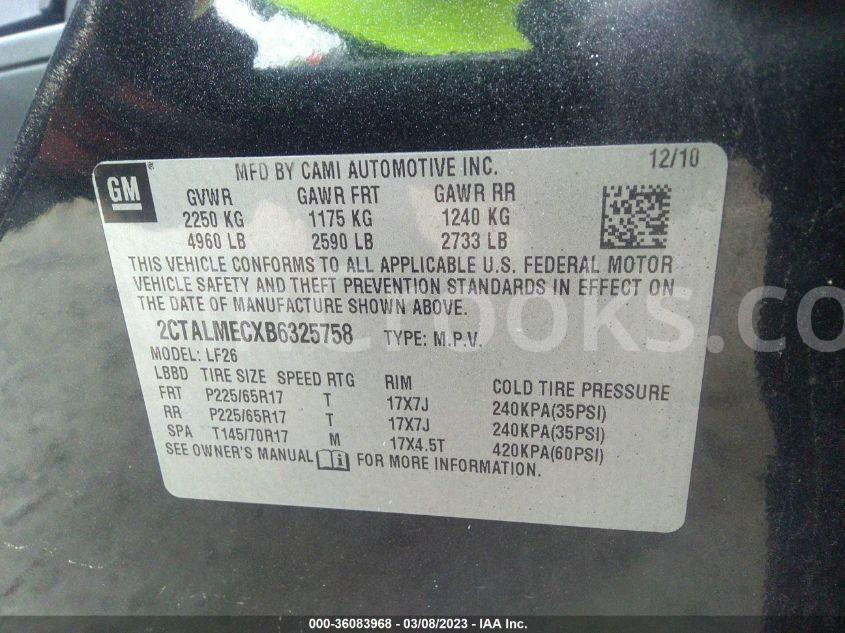 GM ®
MFD BY CAMI AUTOMOTIVE INC. 12/10
GVWR GAWR FRT GAWR RR
2250 KG 1175 KG 1240 KG
4960 LB 2590 LB 2733 LB
THIS VEHICLE CONFORMS TO ALL APPLICABLE U.S. FEDERAL MOTOR
VEHICLE SAFETY AND THEFT PREVENTION STANDARDS IN EFFECT ON
THE DATE OF MANUFACTURE SHOWN ABOVE.
2CTALMECXB6325758 TYPE: M.P.V.
MODEL: LF26
LBBD TIRE SIZE SPEED RTG RIM COLD TIRE PRESSURE
FRT P225/65R17 T 17X7J 240KPA(35PSI)
RR P225/65R17 T 17X7J 240KPA(35PSI)
SPA T145/70R17 M 17X4.5T 420KPA(60PSI)
SEE OWNER'S MANUAL i FOR MORE INFORMATION.
000-36083968 - 03/08/2023 - IAA Inc.